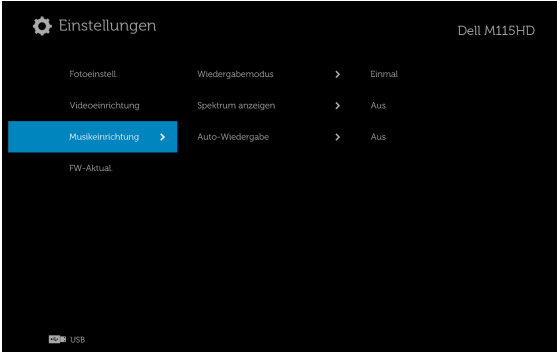 Einstellungen
Dell M115HD
Fotoeinstell.
Wiedergabemodus
Einmal
Videoeinrichtung
Spektrum anzeigen
Aus
Musikeinrichtung
Auto-Wiedergabe
Aus
FW-Aktual.
USB